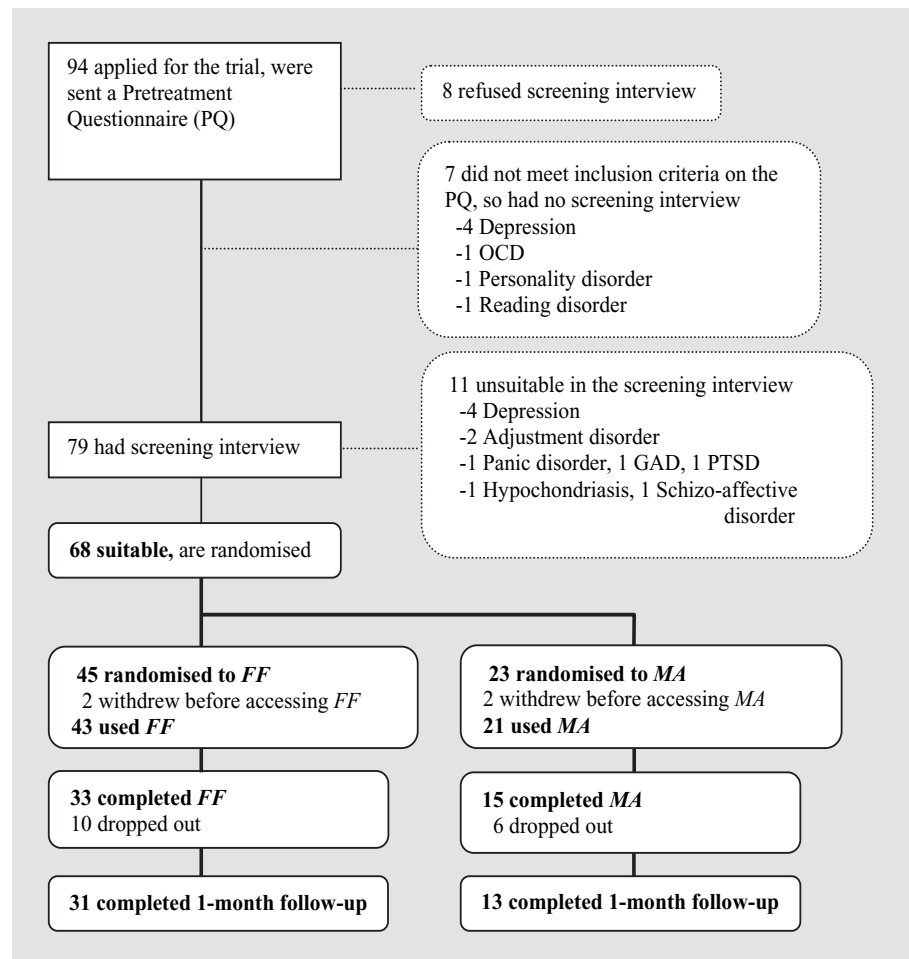 94 applied for the trial, were
sent a Pretreatment
Questionnaire (PQ)
8 refused screening interview
7 did not meet inclusion criteria on the
PQ, so had no screening interview
-4 Depression
-1 OCD
-1 Personality disorder
-1 Reading disorder
11 unsuitable in the screening interview
-4 Depression
-2 Adjustment disorder
-1 Panic disorder, 1 GAD, 1 PTSD
-1 Hypochondriasis, 1 Schizo-affective
disorder
79 had screening interview
68 suitable, are randomised
45 randomised to FF
2 withdrew before accessing FF
43 used FF
23 randomised to MA
2 withdrew before accessing MA
21 used MA
33 completed FF
10 dropped out
15 completed MA
6 dropped out
31 completed 1-month follow-up
13 completed 1-month follow-up